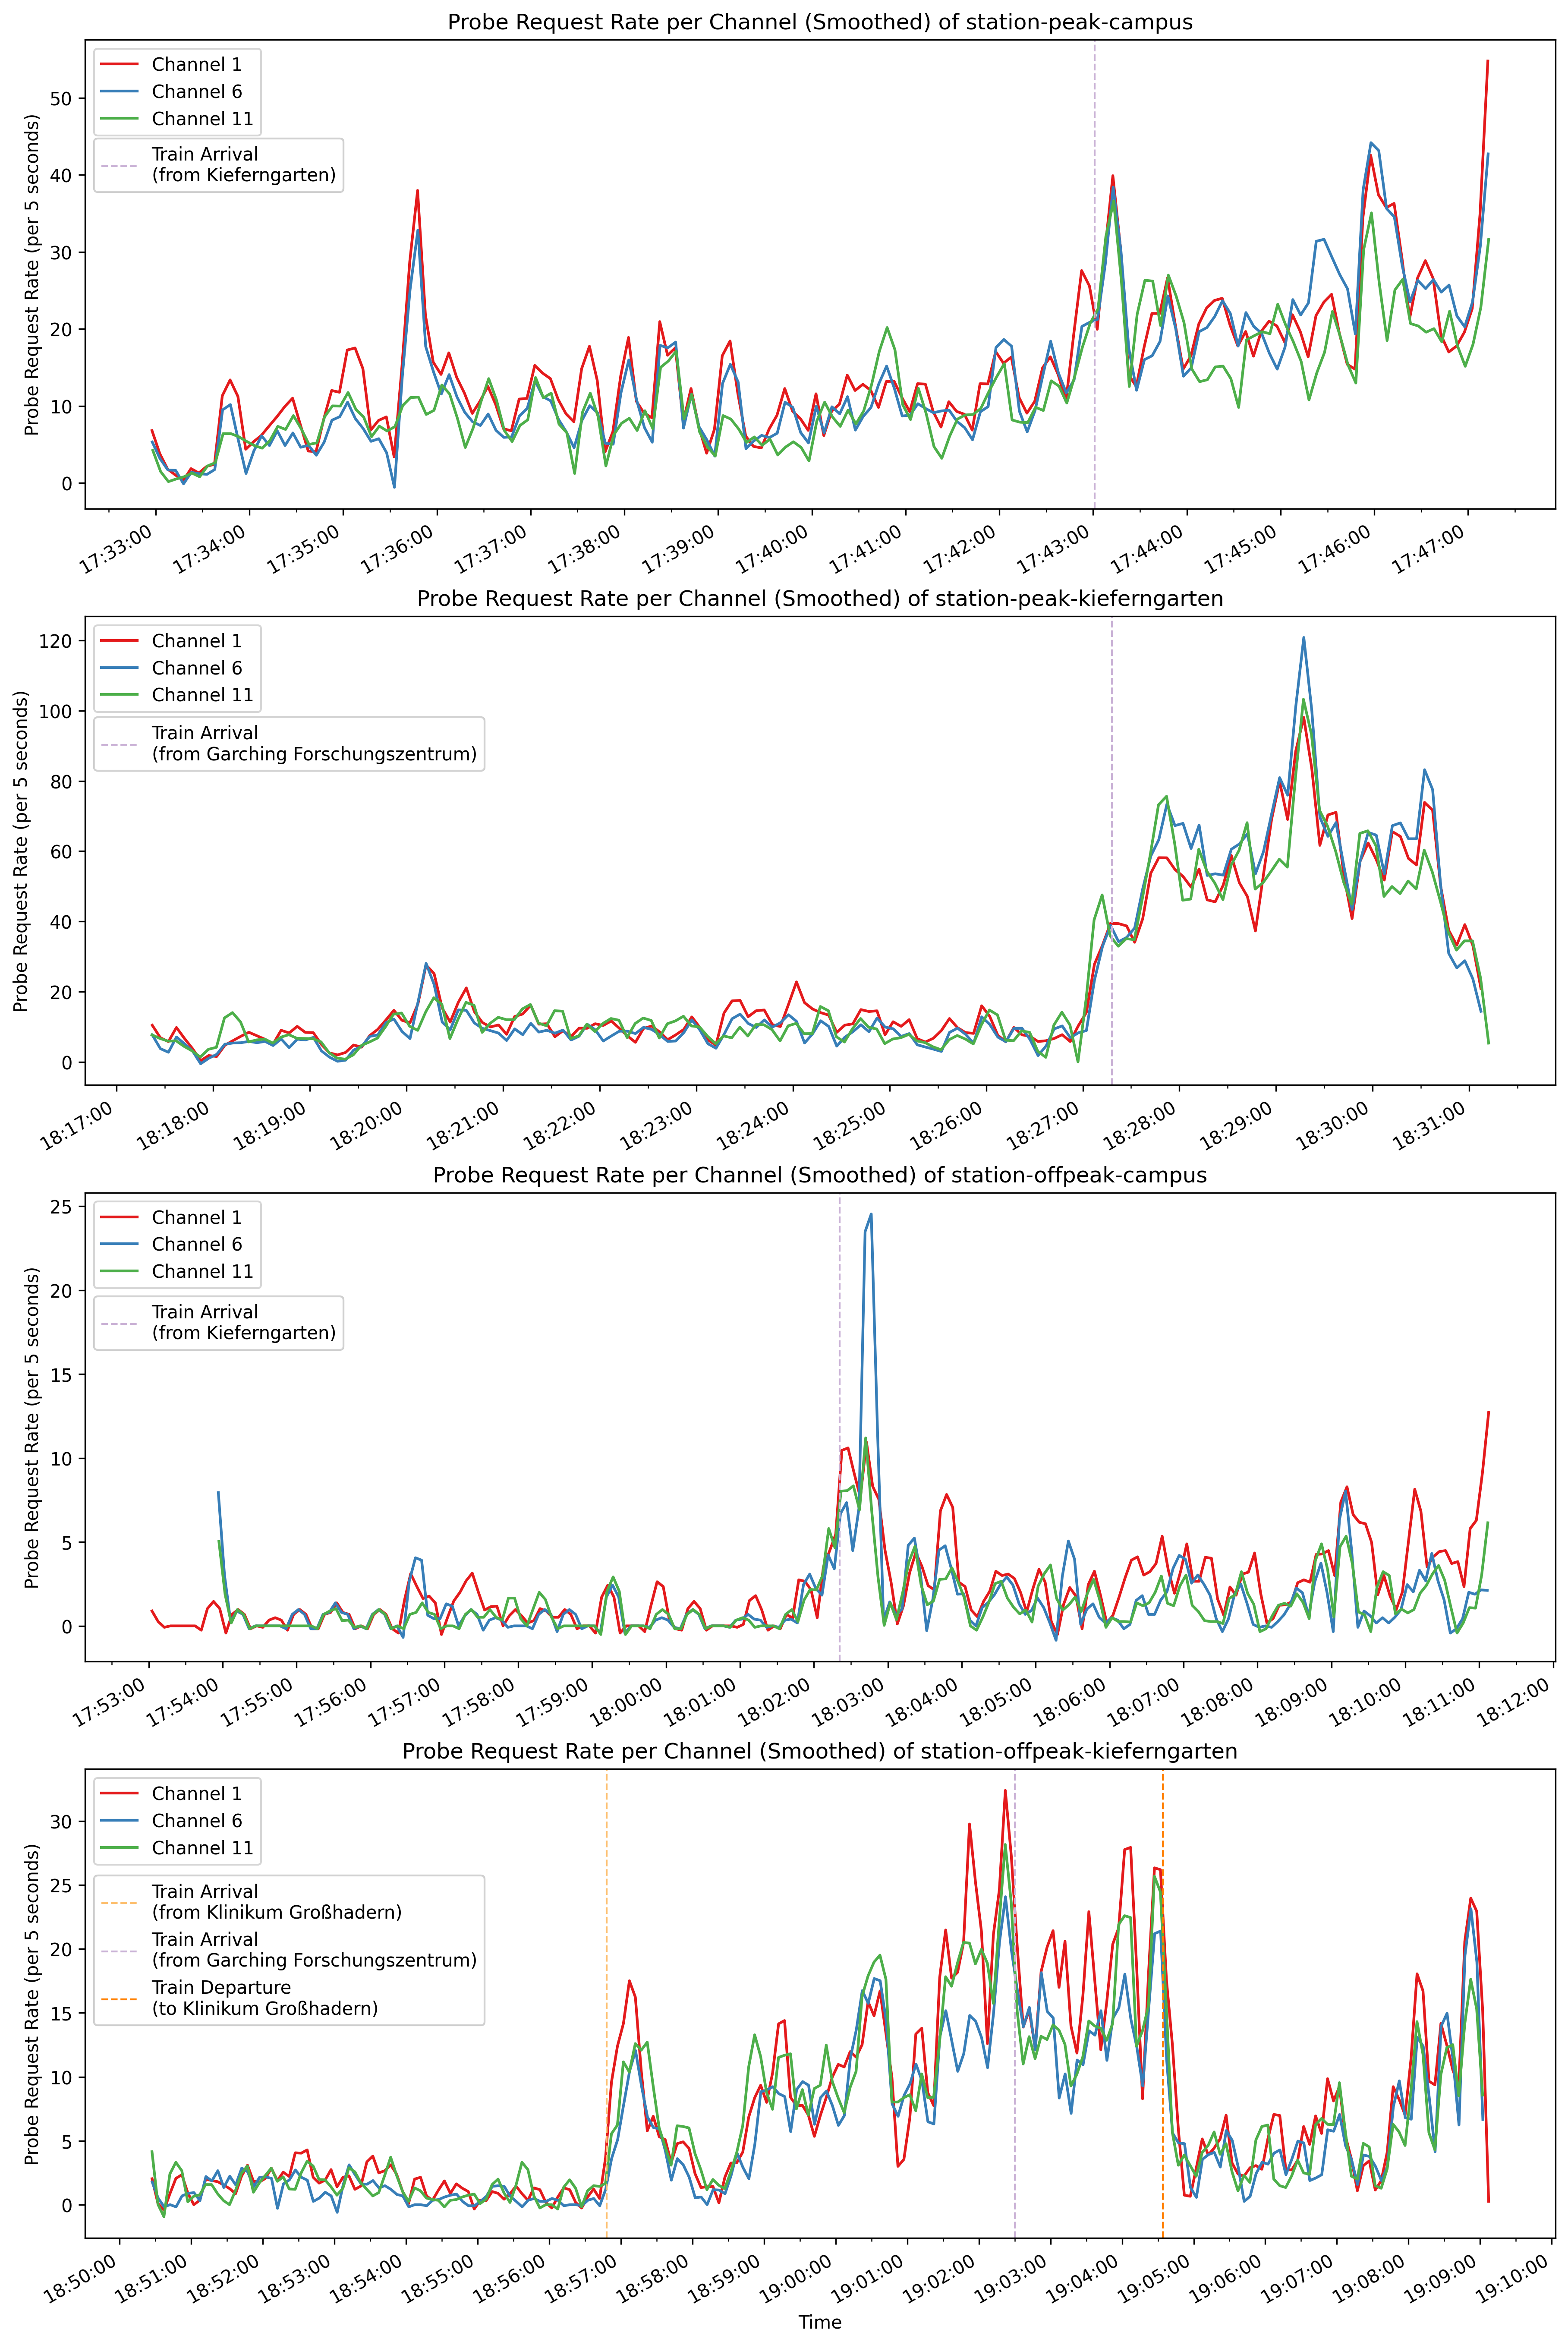 Probe Request Rate per Channel (Smoothed) of station-peak-campus
Channel 1
Channel 6
Channel 11
Train Arrival
(from Kieferngarten)
Probe Request Rate (per 5 seconds)
50
40
30
20
10
0
17:33:00 17:34:00 17:35:00 17:36:00 17:37:00 17:38:00 17:39:00 17:40:00 17:41:00 17:42:00 17:43:00 17:44:00 17:45:00 17:46:00 17:47:00
Probe Request Rate per Channel (Smoothed) of station-peak-kieferngarten
Channel 1
Channel 6
Channel 11
Train Arrival
(from Garching Forschungszentrum)
Probe Request Rate (per 5 seconds)
120
100
80
60
40
20
0
18:17:00 18:18:00 18:19:00 18:20:00 18:21:00 18:22:00 18:23:00 18:24:00 18:25:00 18:26:00 18:27:00 18:28:00 18:29:00 18:30:00 18:31:00
Probe Request Rate per Channel (Smoothed) of station-offpeak-campus
Channel 1
Channel 6
Channel 11
Train Arrival
(from Kieferngarten)
Probe Request Rate (per 5 seconds)
25
20
15
10
5
0
17:53:00 17:54:00 17:55:00 17:56:00 17:57:00 17:58:00 17:59:00 18:00:00 18:01:00 18:02:00 18:03:00 18:04:00 18:05:00 18:06:00 18:07:00 18:08:00 18:09:00 18:10:00 18:11:00 18:12:00
Probe Request Rate per Channel (Smoothed) of station-offpeak-kieferngarten
Channel 1
Channel 6
Channel 11
Train Arrival
(from Klinikum Großhadern)
Train Arrival
(from Garching Forschungszentrum)
Train Departure
(to Klinikum Großhadern)
Probe Request Rate (per 5 seconds)
30
25
20
15
10
5
0
18:50:00 18:51:00 18:52:00 18:53:00 18:54:00 18:55:00 18:56:00 18:57:00 18:58:00 18:59:00 19:00:00 19:01:00 19:02:00 19:03:00 19:04:00 19:05:00 19:06:00 19:07:00 19:08:00 19:09:00 19:10:00
Time